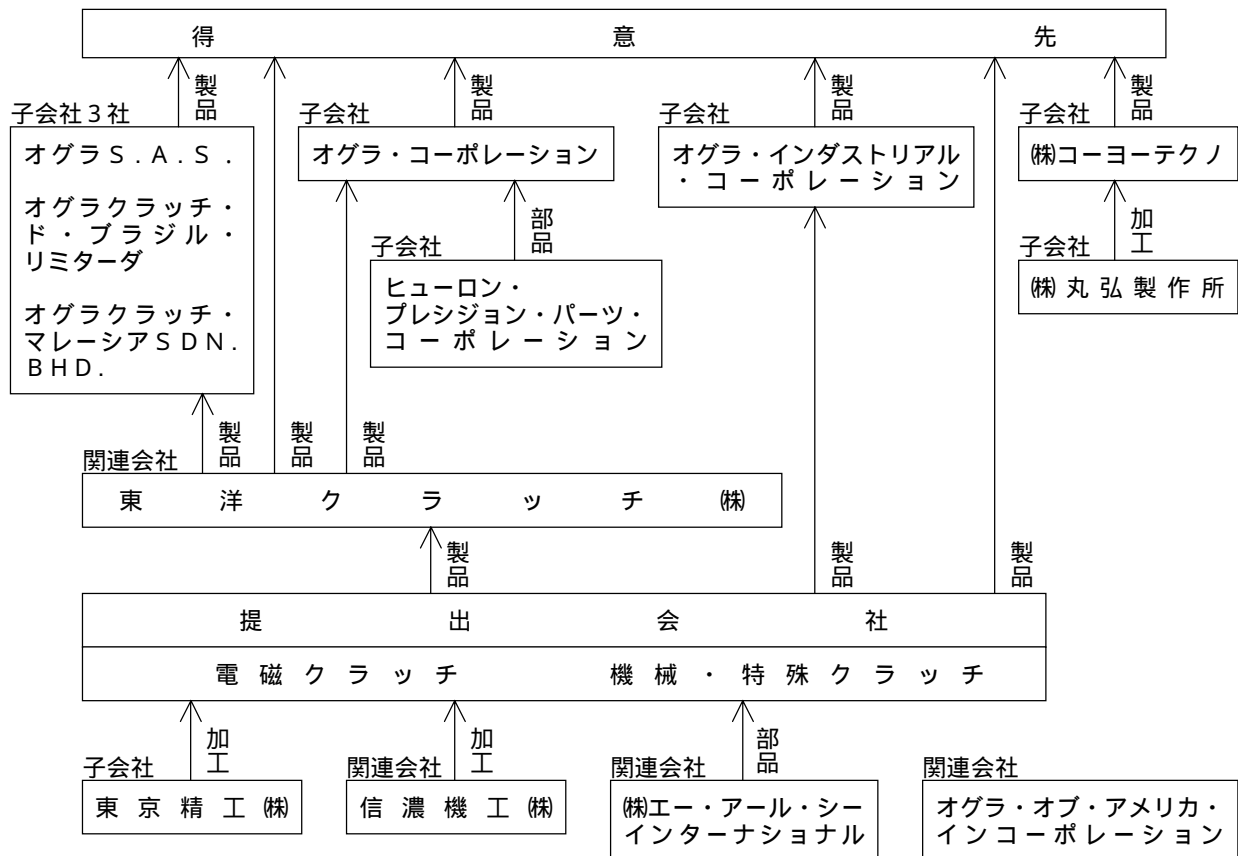 得意先
製品
製品
製品
製品
子会社3社
子会社
子会社
子会社
オグラS.A.S.
オグラクラッチ・
ド・ブラジル・
リミターダ
オグラクラッチ・
マレーシアSDN.
BHD.
オグラ・コーポレーション
オグラ・インダストリアル
・コーポレーション
㈱コーヨーテクノ
部品
加工
子会社
ヒューロン・
プレシジョン・パーツ・
コーポレーション
子会社
㈱丸弘製作所
製品
製品
製品
関連会社
東洋クラッチ㈱
製品
製品
製品
提出会社
電磁クラッチ 機械・特殊クラッチ
加工
加工
部品
子会社
関連会社
関連会社
関連会社
東京精工㈱
信濃機工㈱
㈱エー・アール・シー
インターナショナル
オグラ・オブ・アメリカ・
インコーポレーション